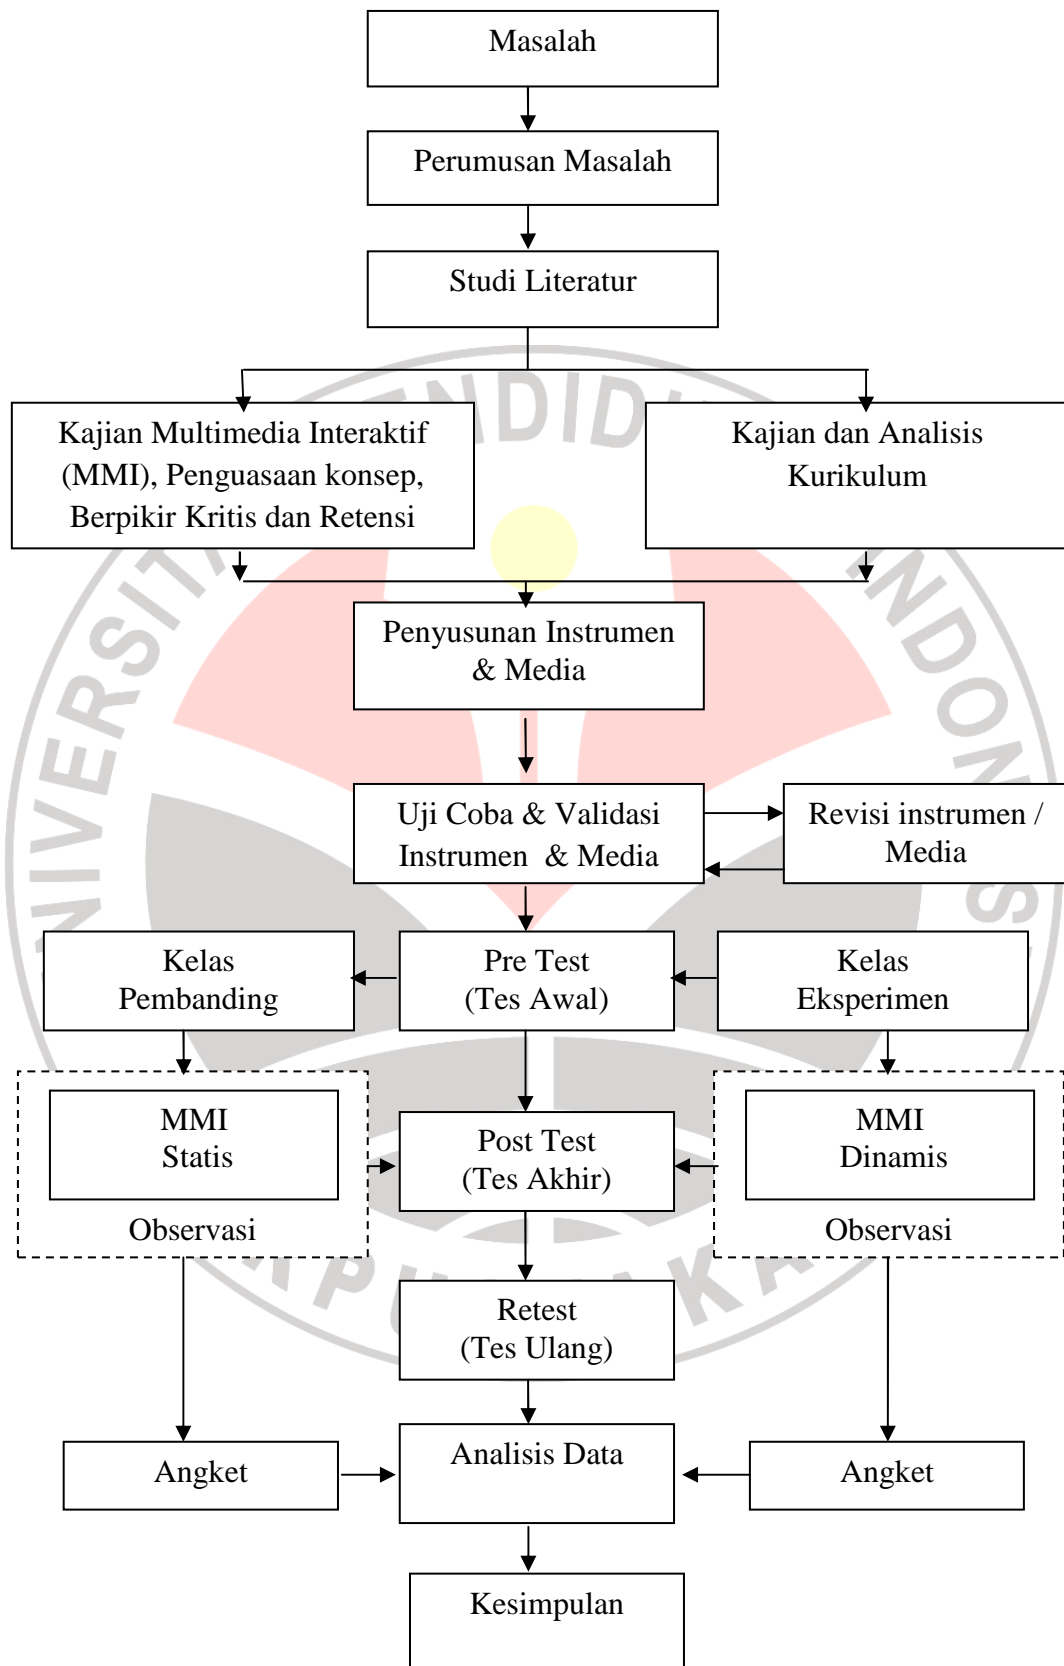 Masalah
Perumusan Masalah
Studi Literatur
Kajian Multimedia Interaktif
(MMI), Penguasaan konsep,
Berpikir Kritis dan Retensi
Kajian dan Analisis
Kurikulum
Penyusunan Instrumen
& Media
Uji Coba & Validasi
Instrumen & Media
Revisi instrumen /
Media
Kelas
Pembanding
Pre Test
(Tes Awal)
Kelas
Eksperimen
MMI
Statis
Observasi
Post Test
(Tes Akhir)
MMI
Dinamis
Observasi
Retest
(Tes Ulang)
Angket
Analisis Data
Angket
Kesimpulan